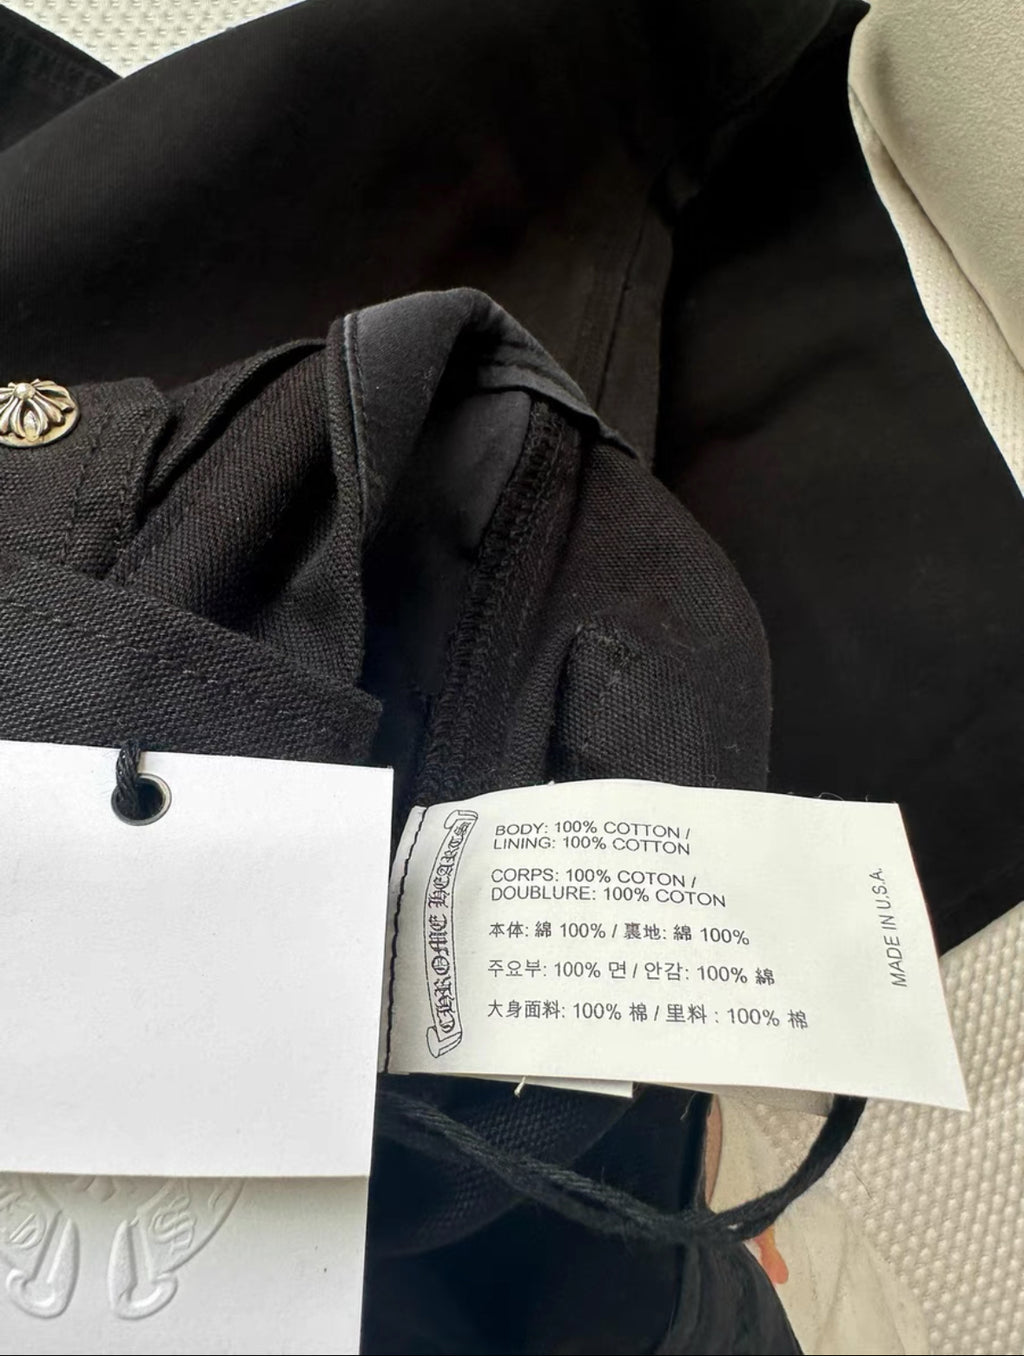 CHROME HEARTS
BODY: 100% COTTON /
LINING: 100% COTTON
CORPS: 100% COTON /
DOUBLURE: 100% COTON
本体: 綿 100% / 裏地: 綿 100%
주요부: 100% 면 / 안감: 100% 綿
大身面料: 100% 棉 / 里料 : 100% 棉
MADE IN U.S.A.